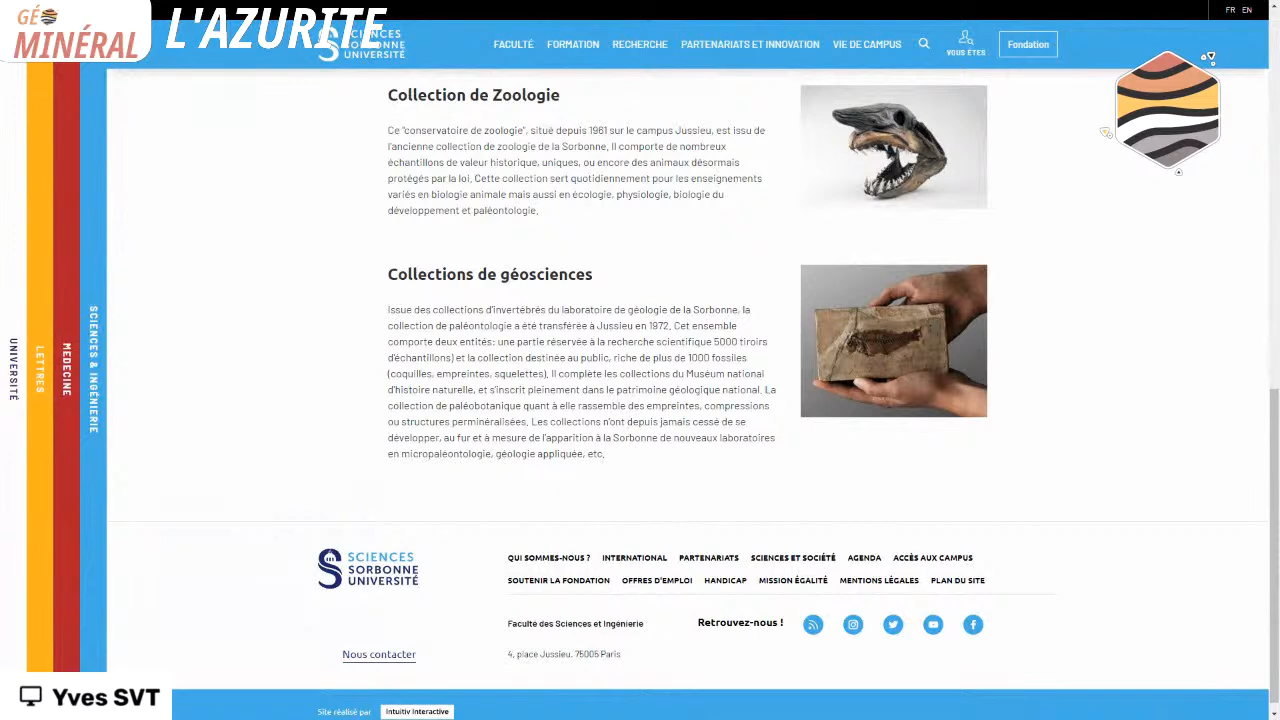 GÉO
MINÉRAL
L'AZURITE
FR EN
SCIENCES
SORBONNE
UNIVERSITÉ
FACULTÉ FORMATION RECHERCHE PARTENARIATS ET INNOVATION VIE DE CAMPUS
VOUS ÊTES
Fondation
UNIVERSITÉ
LETTRES
MEDECINE
SCIENCES & INGÉNIERIE
Collection de Zoologie
Ce "conservatoire de zoologie", situé depuis 1961 sur le campus Jussieu, est issu de
l'ancienne collection de zoologie de la Sorbonne. Il comporte de nombreux
échantillons de valeur historique, uniques, ou encore des animaux désormais
protégés par la loi. Cette collection sert quotidiennement pour les enseignements
variés en biologie animale mais aussi en écologie, physiologie, biologie du
développement et paléontologie.
Collections de géosciences
Issue des collections d'invertébrés du laboratoire de géologie de la Sorbonne, la
collection de paléontologie a été transférée à Jussieu en 1972. Cet ensemble
comporte deux entités: une partie réservée à la recherche scientifique 5000 tiroirs
d'échantillons) et la collection destinée au public, riche de plus de 1000 fossiles
(coquilles, empreintes, squelettes). Il complète les collections du Muséum national
d'histoire naturelle, et s'inscrit pleinement dans le patrimoine géologique national. La
collection de paléobotanique quant à elle rassemble des empreintes, compressions
ou structures perminéralisées. Les collections n'ont depuis jamais cessé de se
développer, au fur et à mesure de l'apparition à la Sorbonne de nouveaux laboratoires
en micropaléontologie, géologie appliquée, etc.
SCIENCES
SORBONNE
UNIVERSITÉ
QUI SOMMES-NOUS ? INTERNATIONAL PARTENARIATS SCIENCES ET SOCIÉTÉ AGENDA ACCÈS AUX CAMPUS
SOUTENIR LA FONDATION OFFRES D'EMPLOI HANDICAP MISSION ÉGALITÉ MENTIONS LÉGALES PLAN DU SITE
Faculté des Sciences et Ingénierie
Retrouvez-nous !
Nous contacter
4, place Jussieu. 75005 Paris
Yves SVT
Site réalisé par Intuitiv Interactive